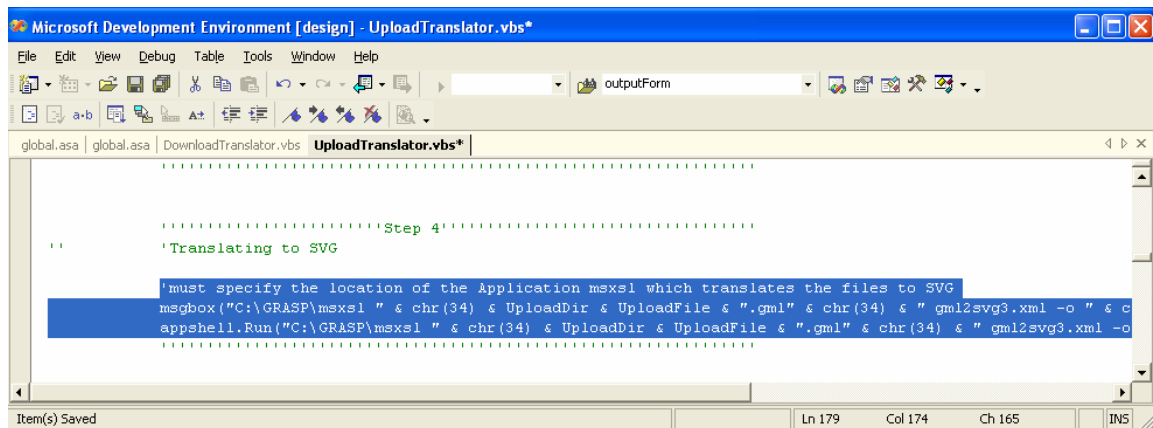 Microsoft Development Environment [design] - UploadTranslator.vbs*
File Edit View Debug Table Tools Window Help
outputForm
global.asa global.asa DownloadTranslator.vbs UploadTranslator.vbs*
''''''''''''''''''''''''''''''''''''''''''''''''''''''''''''''''
''''''''''''''''''''''''Step 4''''''''''''''''''''''''''''''''''
'' 'Translating to SVG
'must specify the location of the Application msxsl which translates the files to SVG
msgbox("C:\GRASP\msxsl " & chr(34) & UploadDir & UploadFile & ".gml" & chr(34) & " gml2svg3.xml -o " & c
appshell.Run("C:\GRASP\msxsl " & chr(34) & UploadDir & UploadFile & ".gml" & chr(34) & " gml2svg3.xml -o
''''''''''''''''''''''''''''''''''''''''''''''''''''''''''''''''
Item(s) Saved Ln 179 Col 174 Ch 165 INS